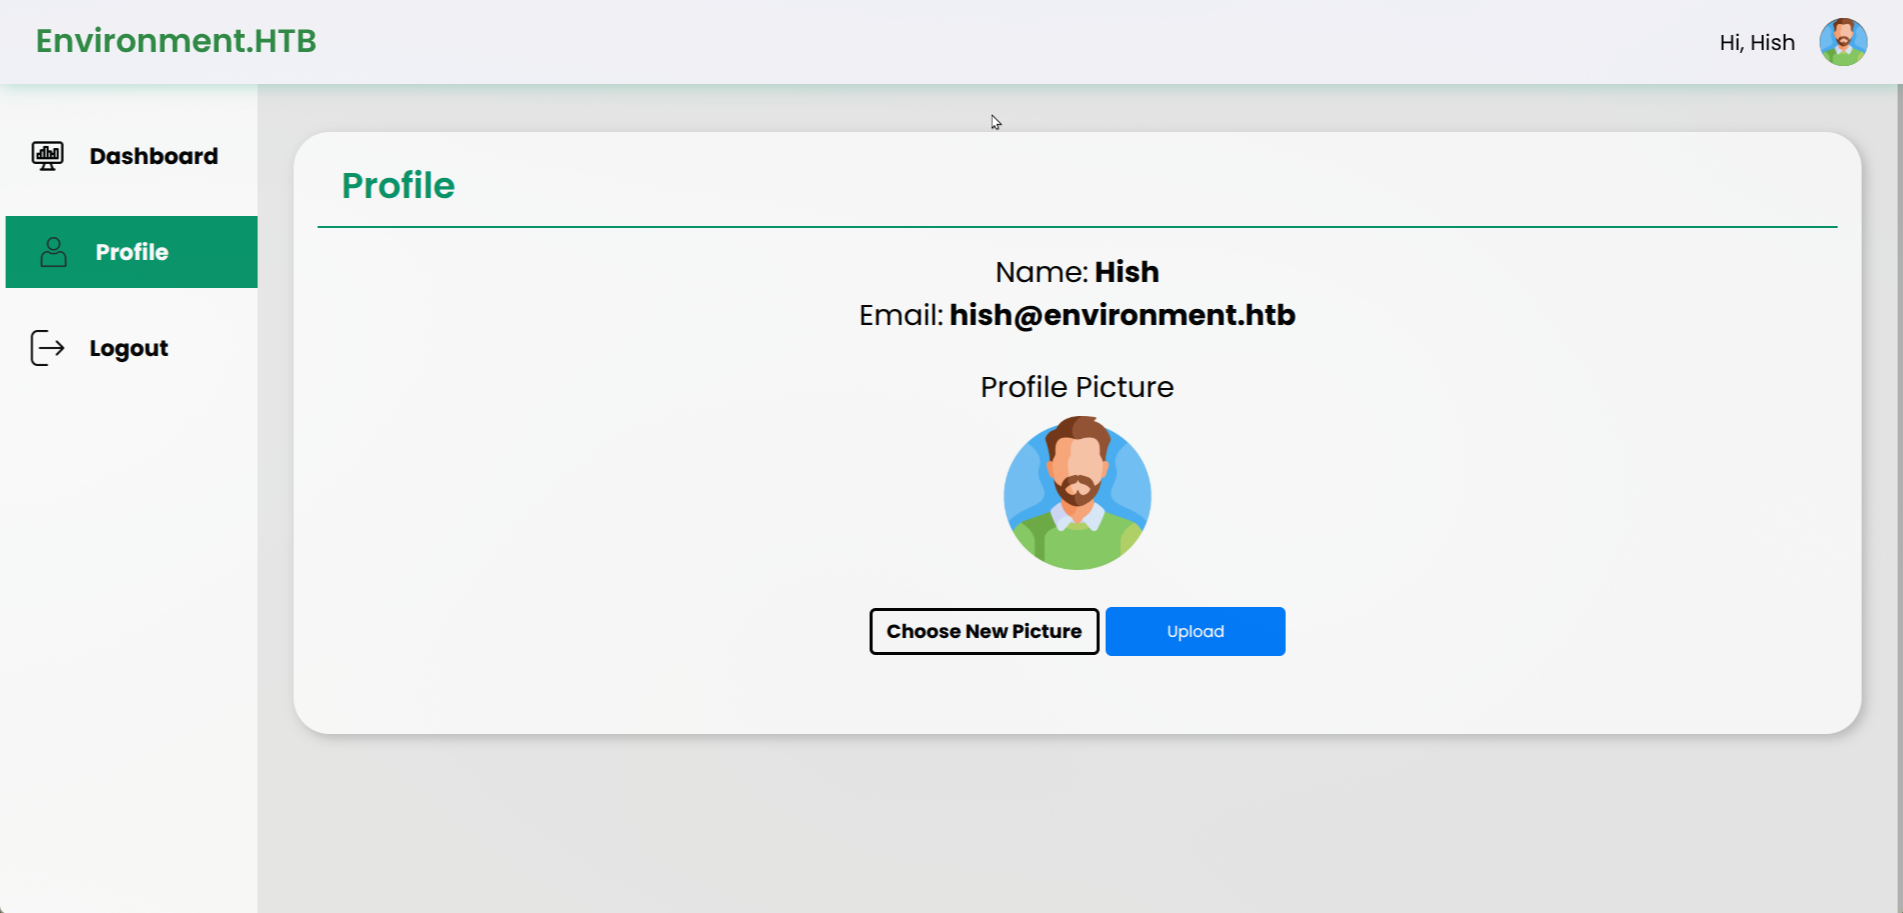 Environment.HTB
Hi, Hish
Dashboard
Profile
Logout
Profile
Name: Hish
Email: hish@environment.htb
Profile Picture
Choose New Picture
Upload